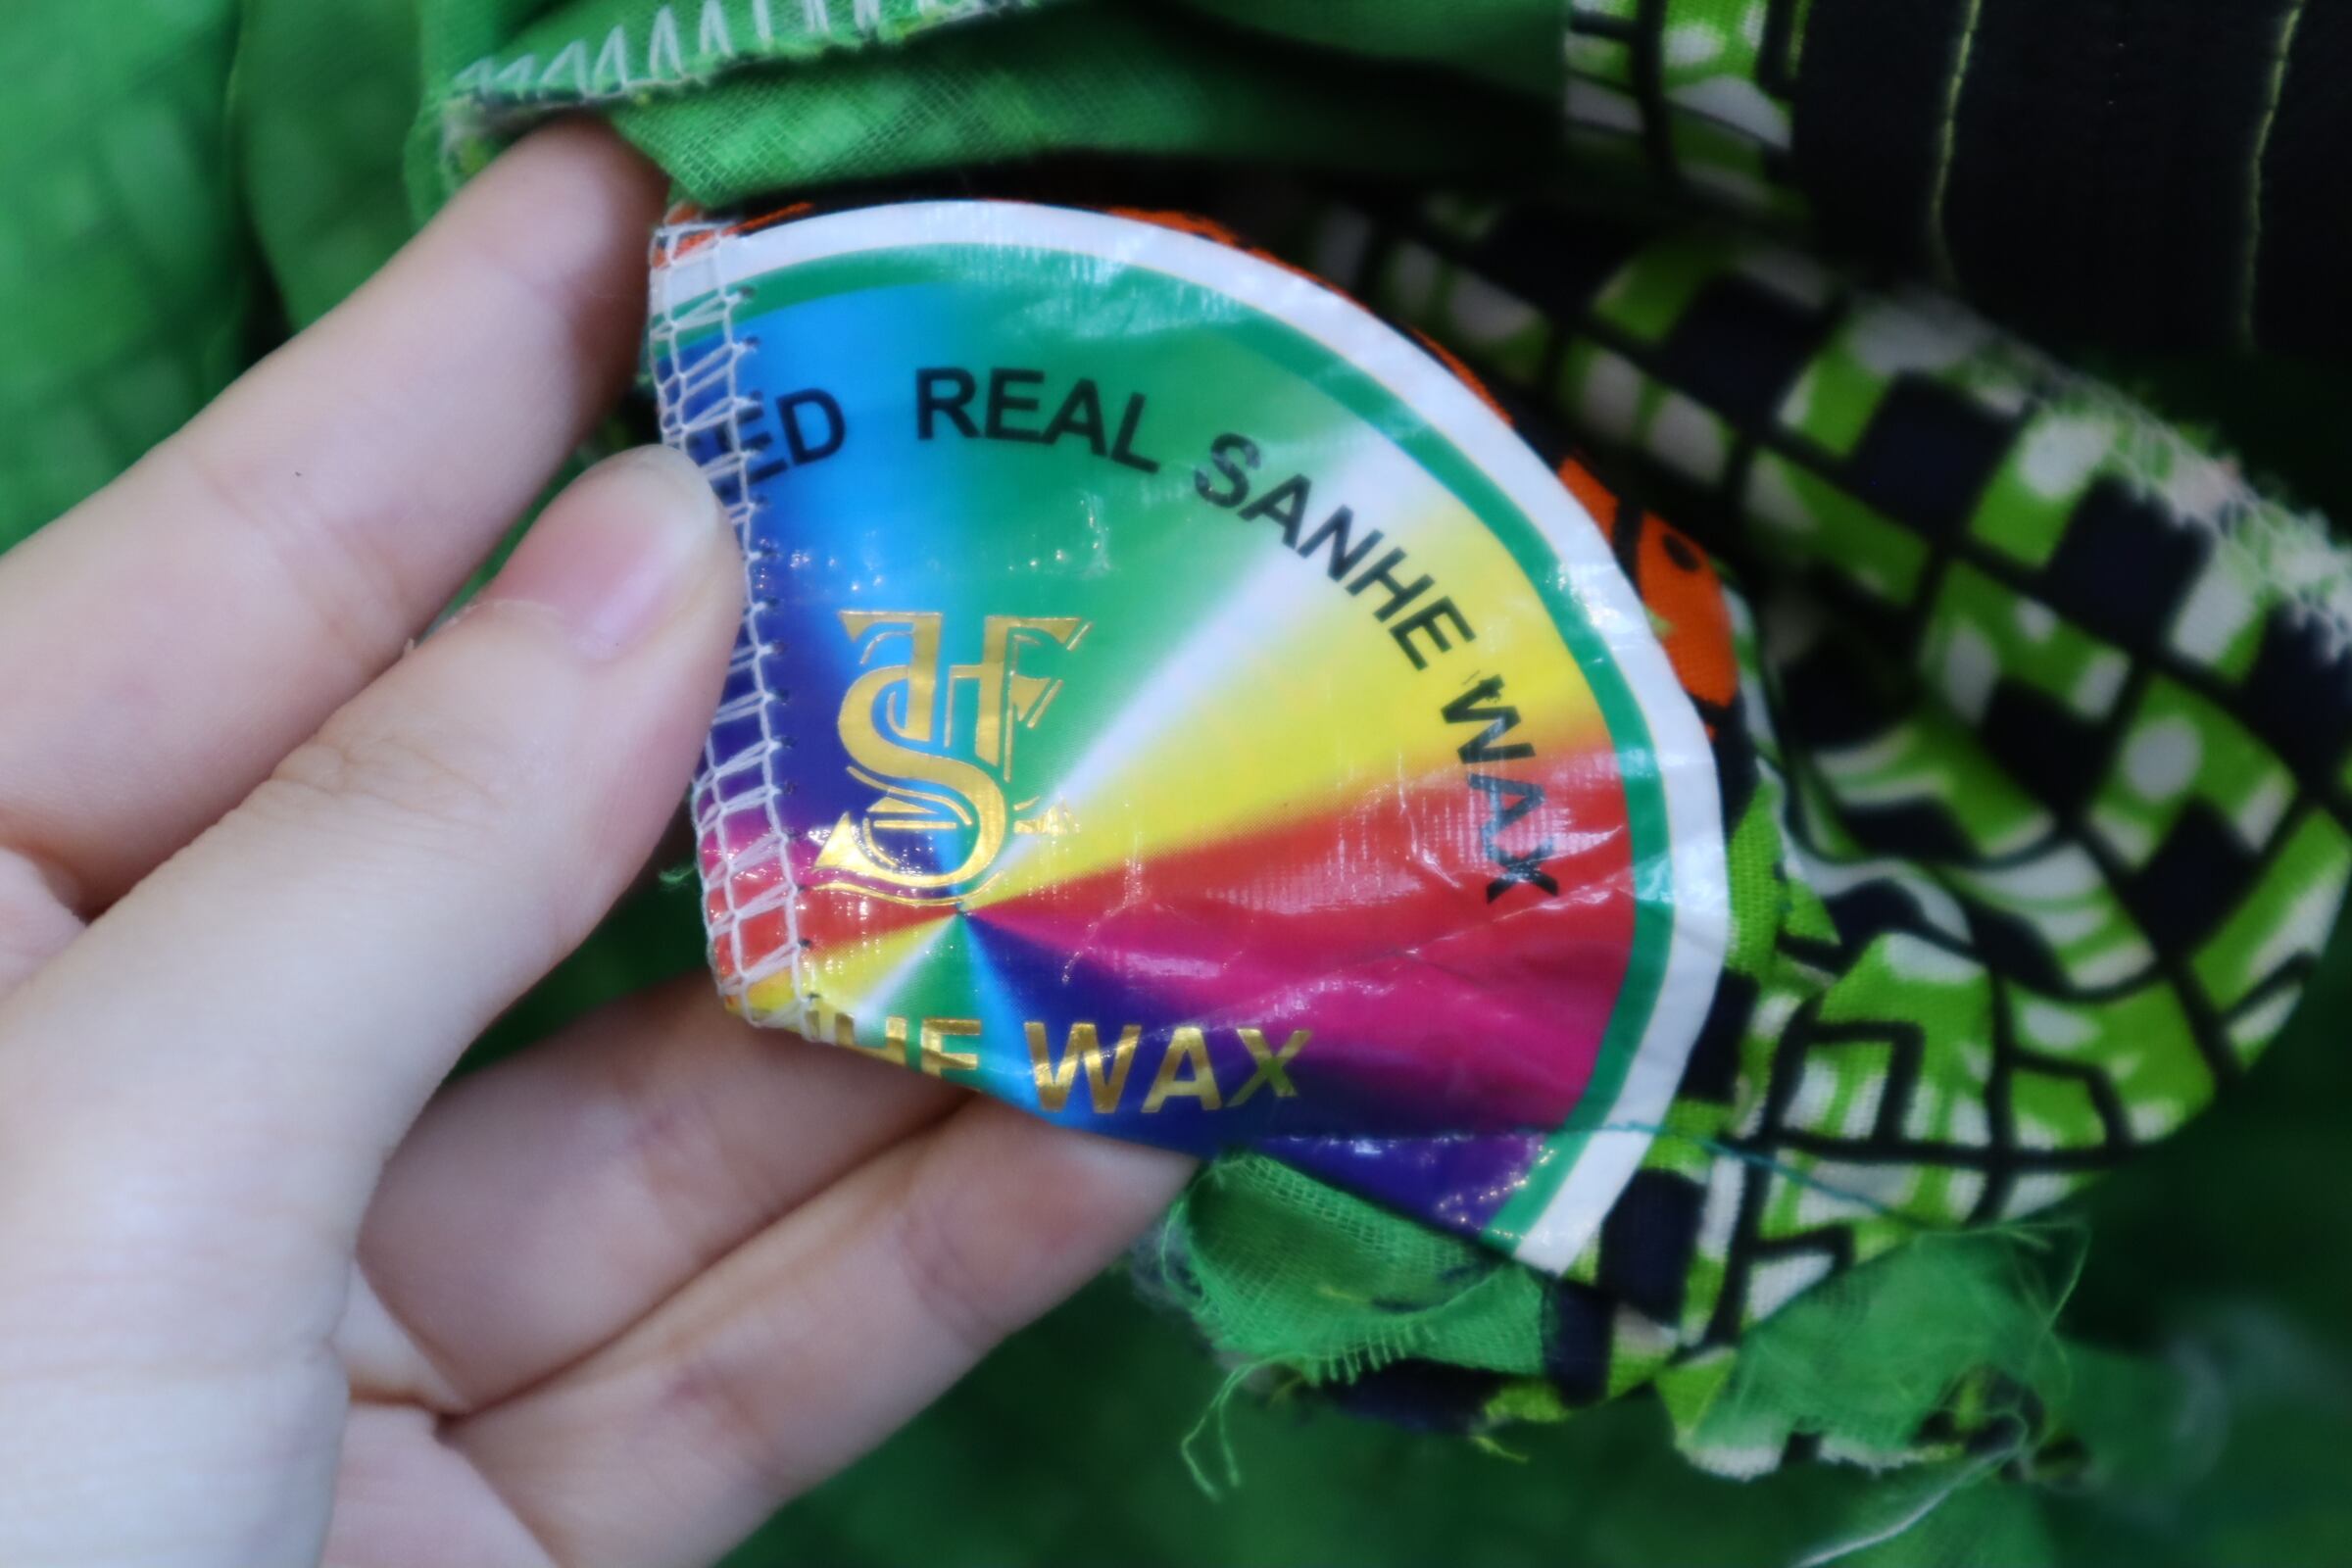 ED REAL SANHE WAX
HE WAX